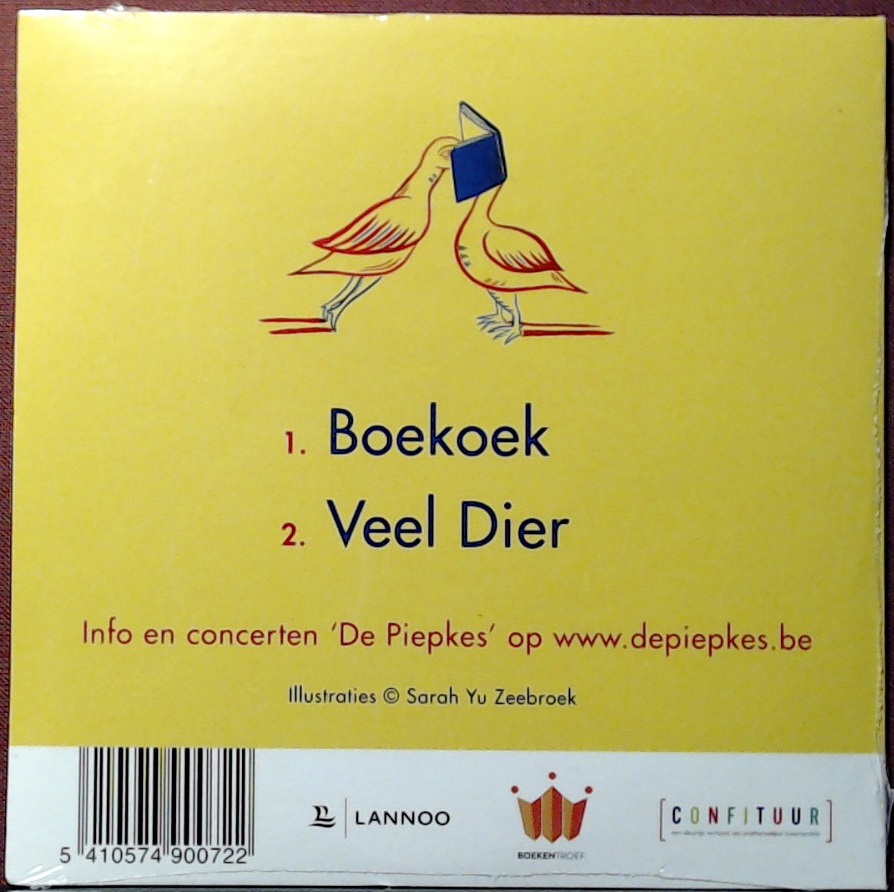 1. Boekoek
2. Veel Dier
Info en concerten ‘De Piepkes’ op www.depiepkes.be
Illustraties © Sarah Yu Zeebroek
5 410574 900722
LANNOO
BOEKENTROEF
[CONFITUUR]